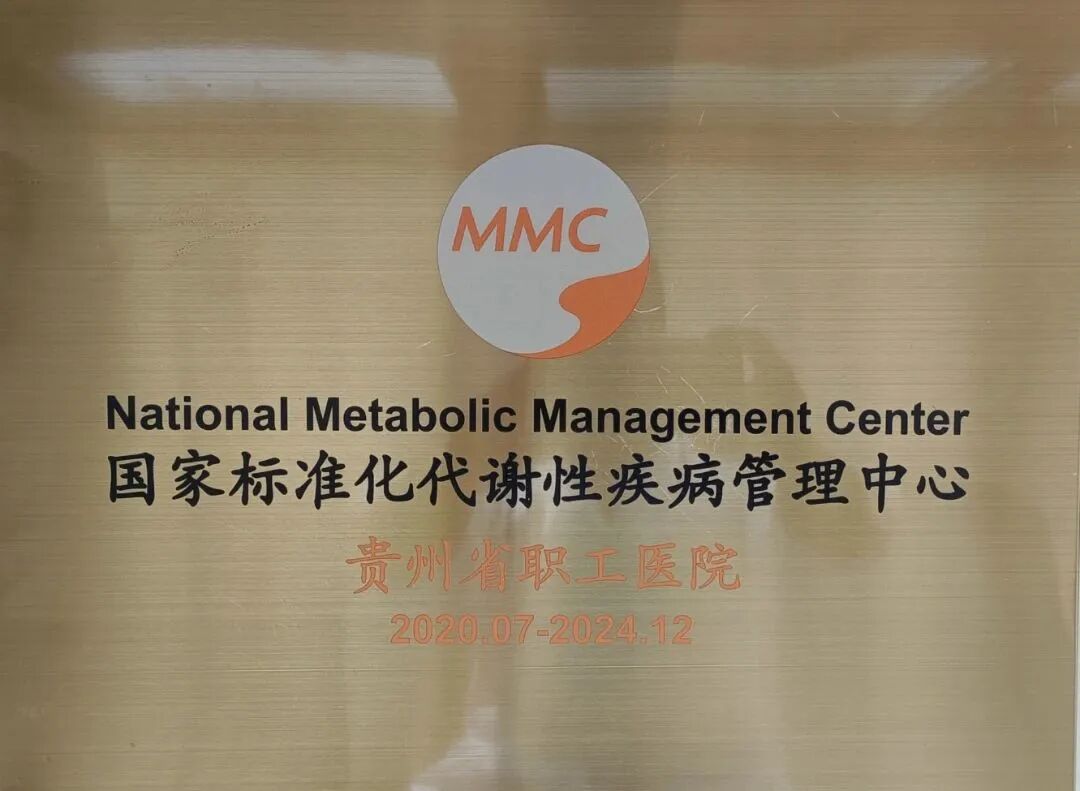 MMC
National Metabolic Management Center
国家标准化代谢性疾病管理中心
贵州省职工医院
2020.07-2024.12